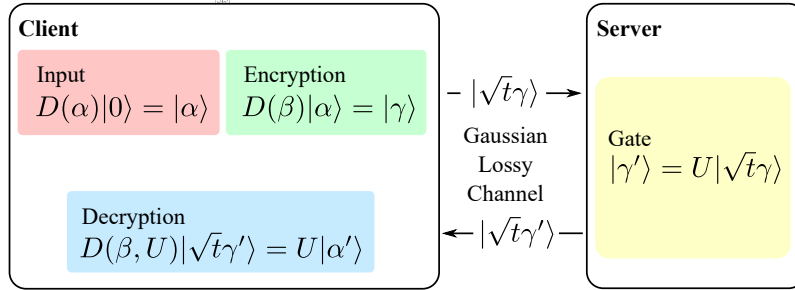 Client
Input
D(α)|0⟩ = |α⟩
Encryption
D(β)|α⟩ = |γ⟩
Decryption
D(β, U)|√tγ′⟩ = U|α′⟩
|√tγ⟩
Gaussian
Lossy
Channel
|√tγ′⟩
Server
Gate
|γ′⟩ = U|√tγ⟩